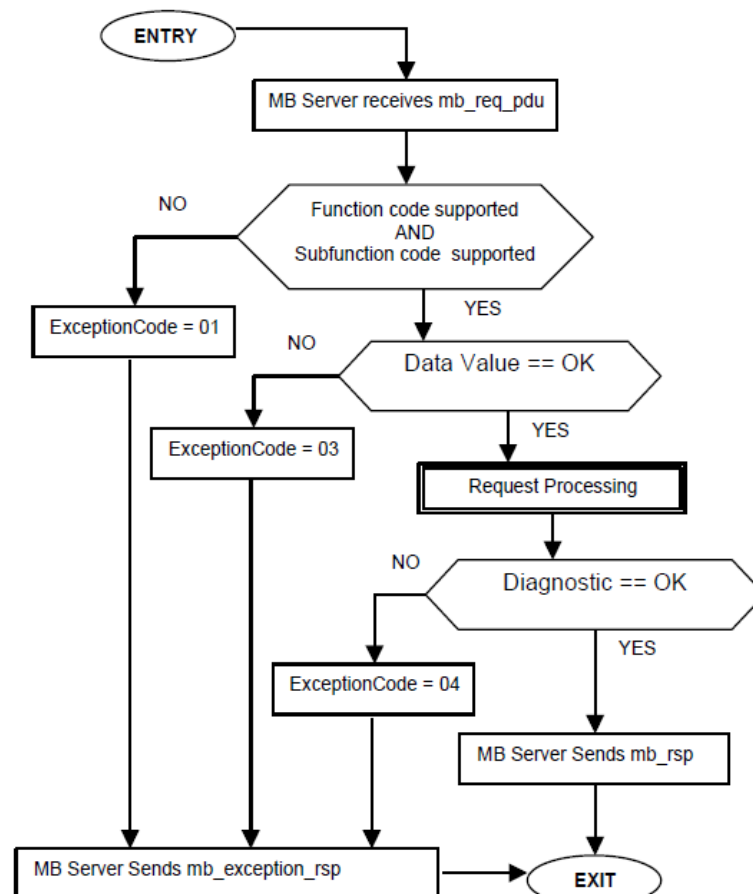 ENTRY
MB Server receives mb_req_pdu
NO
Function code supported
AND
Subfunction code supported
YES
ExceptionCode = 01
NO
Data Value == OK
YES
ExceptionCode = 03
Request Processing
NO
Diagnostic == OK
YES
ExceptionCode = 04
MB Server Sends mb_rsp
MB Server Sends mb_exception_rsp
EXIT